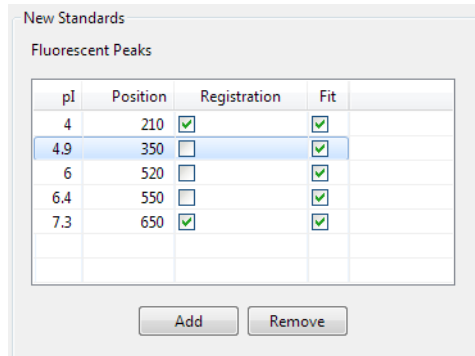 New Standards
Fluorescent Peaks
pI Position Registration Fit
4 210
4.9 350
6 520
6.4 550
7.3 650
Add Remove